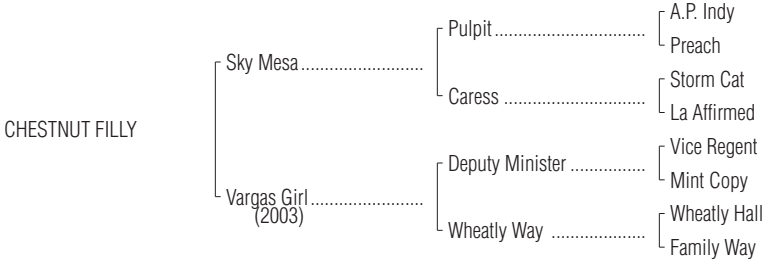 A.P. Indy
Pulpit
Preach
Sky Mesa
Storm Cat
Caress
La Affirmed
CHESTNUT FILLY
Vice Regent
Deputy Minister
Mint Copy
Vargas Girl
(2003)
Wheatly Hall
Wheatly Way
Family Way